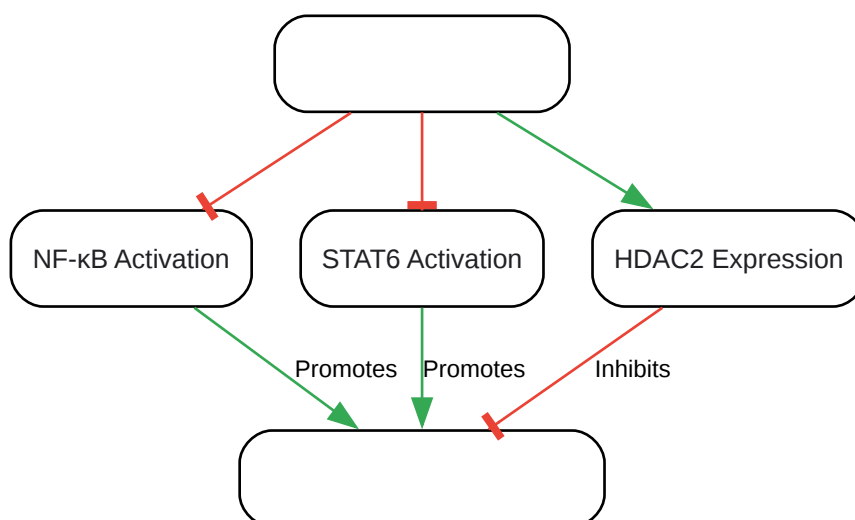 NF-κB Activation
STAT6 Activation
HDAC2 Expression
Promotes
Promotes
Inhibits